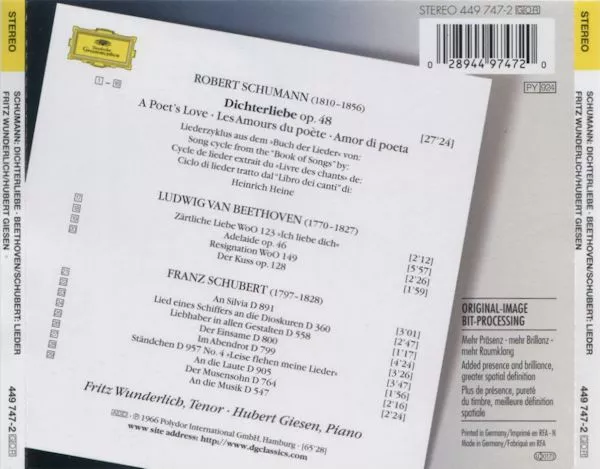 STEREO 449 747-2 GOR
0 28944 97472 0
PY 924
Deutsche
Grammophon
1 - 16
ROBERT SCHUMANN (1810–1856)
Dichterliebe op. 48
A Poet's Love · Les Amours du poète · Amor di poeta [27'24]
Liederzyklus aus dem »Buch der Lieder« von:
Song cycle from the "Book of Songs" by:
Cycle de lieder extrait du «Livre des chants» de:
Ciclo di lieder tratto dal "Libro dei canti" di:
Heinrich Heine
LUDWIG VAN BEETHOVEN (1770–1827)
Zärtliche Liebe WoO 123 »Ich liebe dich« [2'12]
Adelaide op. 46 [5'57]
Resignation WoO 149 [2'26]
Der Kuss op. 128 [1'59]
FRANZ SCHUBERT (1797–1828)
An Silvia D 891 [3'01]
Lied eines Schiffers an die Dioskuren D 360 [2'47]
Liebhaber in allen Gestalten D 558 [1'17]
Der Einsame D 800 [4'24]
Im Abendrot D 799 [3'26]
Ständchen D 957 No. 4 »Leise flehen meine Lieder« [3'47]
An die Laute D 905 [1'56]
Der Musensohn D 764 [2'16]
An die Musik D 547 [2'24]
Fritz Wunderlich, Tenor · Hubert Giesen, Piano
ADD ℗ 1966 Polydor International GmbH, Hamburg · [65'28]
www site address: http://www.dgclassics.com
ORIGINAL-IMAGE
BIT-PROCESSING
Mehr Präsenz - mehr Brillanz -
mehr Raumklang
Added presence and brilliance,
greater spatial definition
Plus de présence, pureté
du timbre, meilleure définition
spatiale
Printed in Germany/Imprimé en RFA - N
Made in Germany/Fabriqué en RFA
STEREO
SCHUMANN: DICHTERLIEBE · BEETHOVEN/SCHUBERT: LIEDER
FRITZ WUNDERLICH/HUBERT GIESEN
449 747-2 GOR
STEREO
SCHUMANN: DICHTERLIEBE · BEETHOVEN/SCHUBERT: LIEDER
FRITZ WUNDERLICH/HUBERT GIESEN
449 747-2 GOR